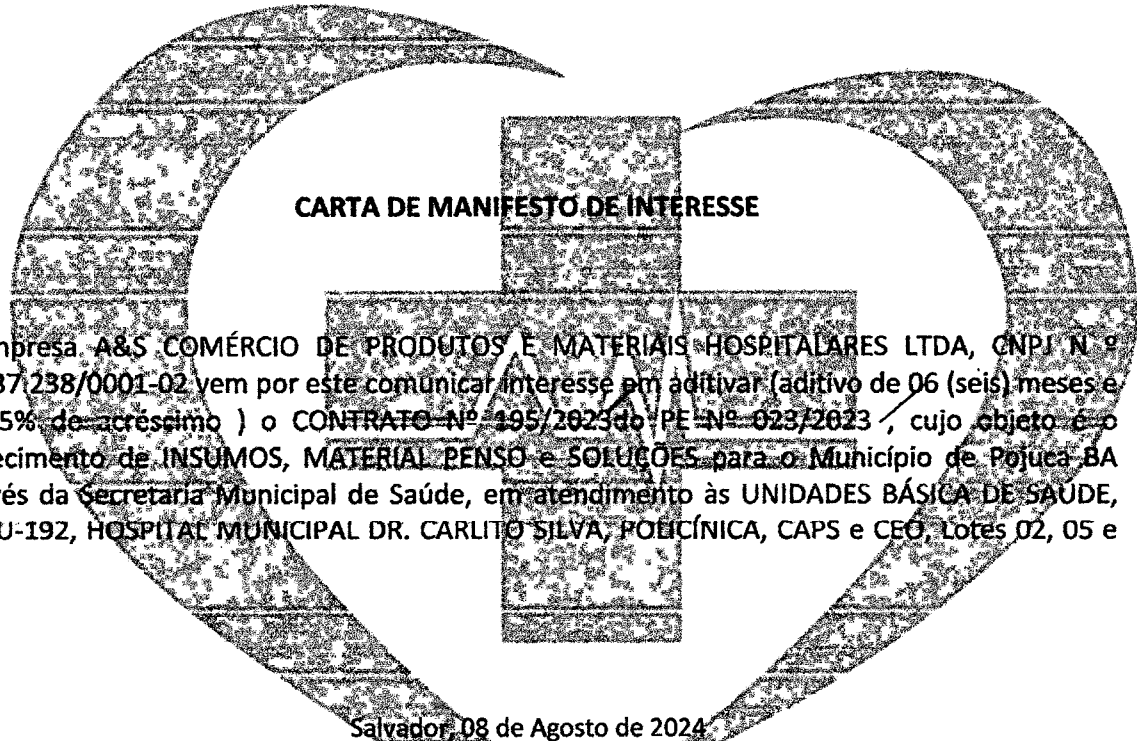 CARTA DE MANIFESTO DE INTERESSE
mpresa A&S COMÉRCIO DE PRODUTOS E MATERIAIS HOSPITALARES LTDA, CNPJ N º
37.238/0001-02 vem por este comunicar interesse em aditivar (aditivo de 06 (seis) meses e
5% de acréscimo ) o CONTRATO Nº 195/2023do PE Nº 023/2023 , cujo objeto é o
ecimento de INSUMOS, MATERIAL PENSO e SOLUÇÕES para o Município de Pojuca BA
és da Secretaria Municipal de Saúde, em atendimento às UNIDADES BÁSICA DE SAÚDE,
U-192, HOSPITAL MUNICIPAL DR. CARLITO SILVA, POLICÍNICA, CAPS e CEO, Lotes 02, 05 e
Salvador, 08 de Agosto de 2024